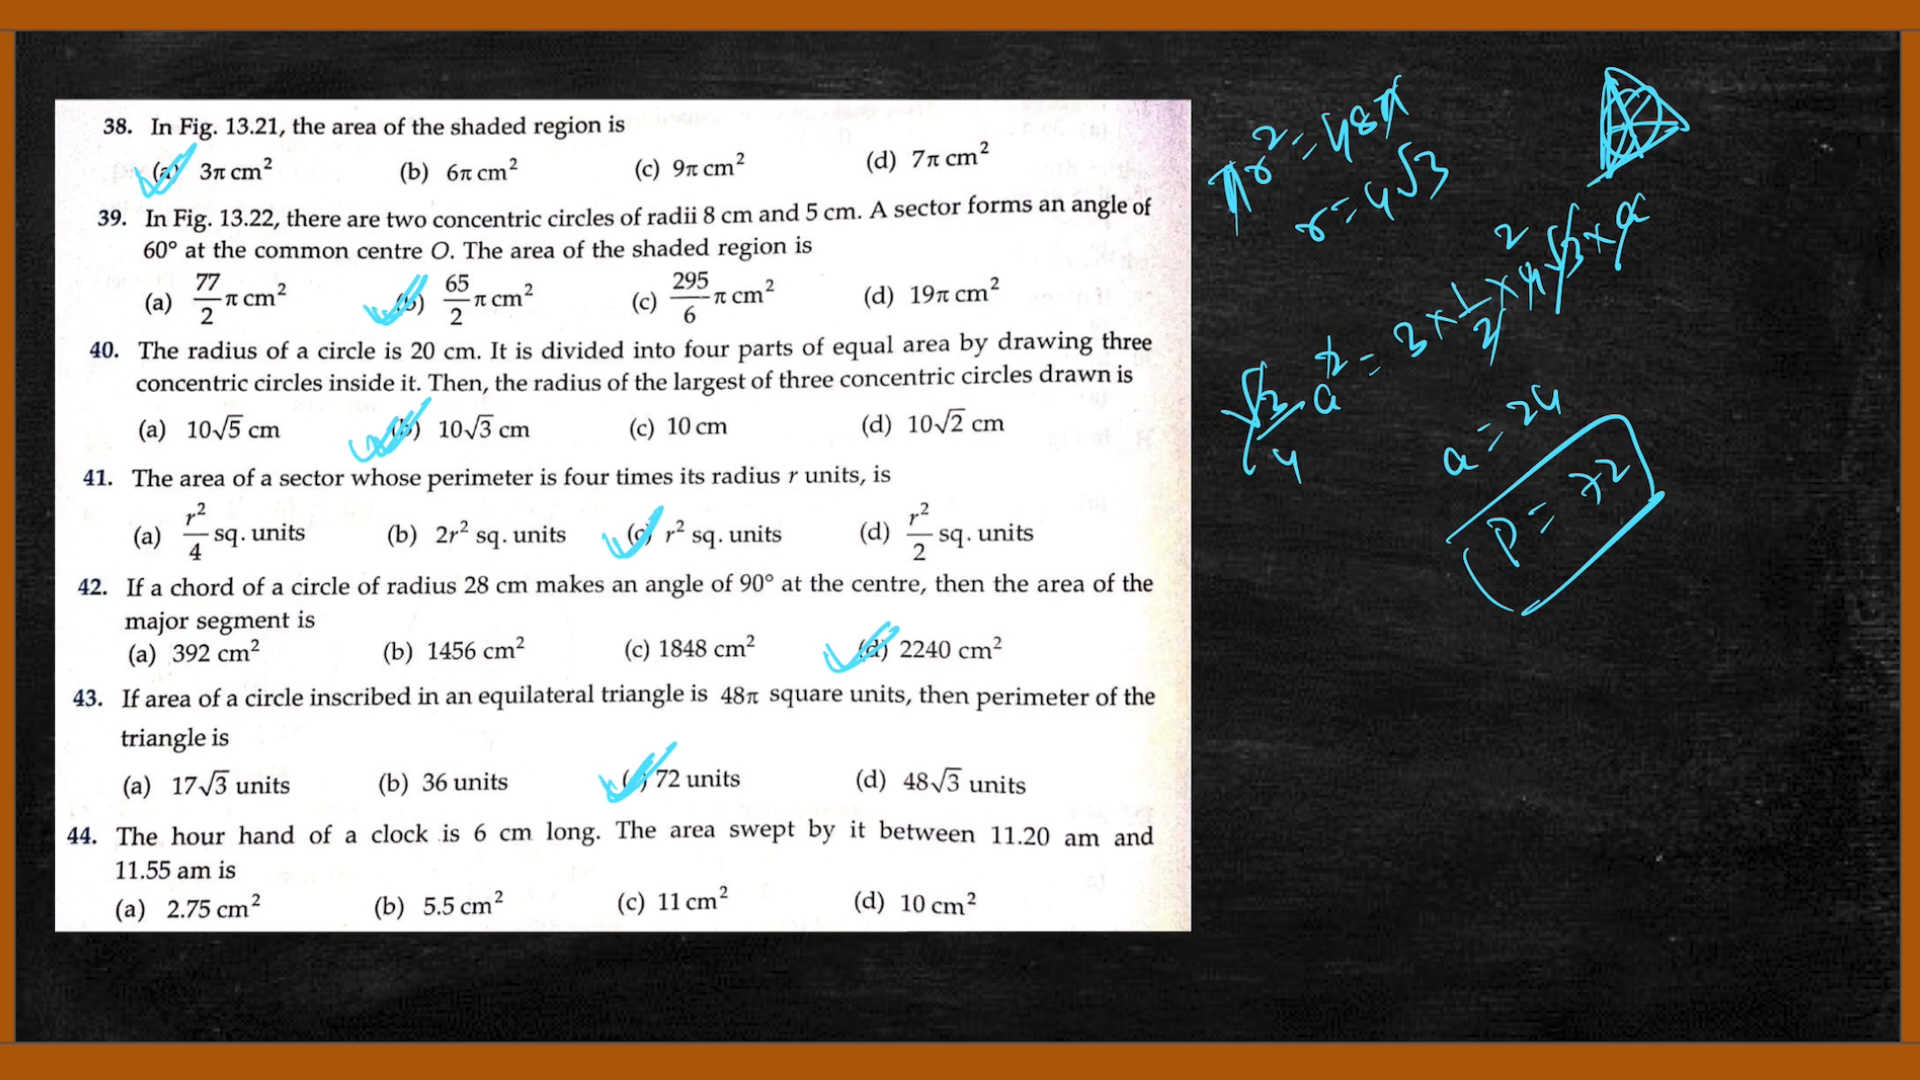 38. In Fig. 13.21, the area of the shaded region is
(a) 3π cm² (b) 6π cm² (c) 9π cm² (d) 7π cm²
39. In Fig. 13.22, there are two concentric circles of radii 8 cm and 5 cm. A sector forms an angle of
60° at the common centre O. The area of the shaded region is
(a) 77/2 π cm² (b) 65/2 π cm² (c) 295/6 π cm² (d) 19π cm²
40. The radius of a circle is 20 cm. It is divided into four parts of equal area by drawing three
concentric circles inside it. Then, the radius of the largest of three concentric circles drawn is
(a) 10√5 cm (b) 10√3 cm (c) 10 cm (d) 10√2 cm
41. The area of a sector whose perimeter is four times its radius r units, is
(a) r²/4 sq. units (b) 2r² sq. units (c) r² sq. units (d) r²/2 sq. units
42. If a chord of a circle of radius 28 cm makes an angle of 90° at the centre, then the area of the
major segment is
(a) 392 cm² (b) 1456 cm² (c) 1848 cm² (d) 2240 cm²
43. If area of a circle inscribed in an equilateral triangle is 48π square units, then perimeter of the
triangle is
(a) 17√3 units (b) 36 units (c) 72 units (d) 48√3 units
44. The hour hand of a clock is 6 cm long. The area swept by it between 11.20 am and
11.55 am is
(a) 2.75 cm² (b) 5.5 cm² (c) 11 cm² (d) 10 cm²
πr² = 48π
r = 4√3
√3/4 a² = 3 × 1/2 × 4√3 × a
2
a = 24
P = 72